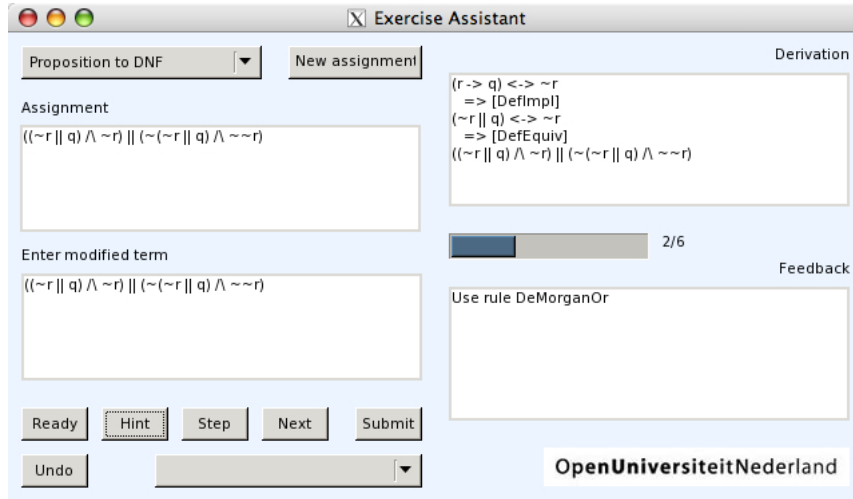 X Exercise Assistant
Proposition to DNF
New assignment
Assignment
((~r || q) /\ ~r) || (~(~r || q) /\ ~~r)
Enter modified term
((~r || q) /\ ~r) || (~(~r || q) /\ ~~r)
Ready
Hint
Step
Next
Submit
Undo
Derivation
(r -> q) <-> ~r
=> [DefImpl]
(~r || q) <-> ~r
=> [DefEquiv]
((~r || q) /\ ~r) || (~(~r || q) /\ ~~r)
2/6
Feedback
Use rule DeMorganOr
OpenUniversiteitNederland